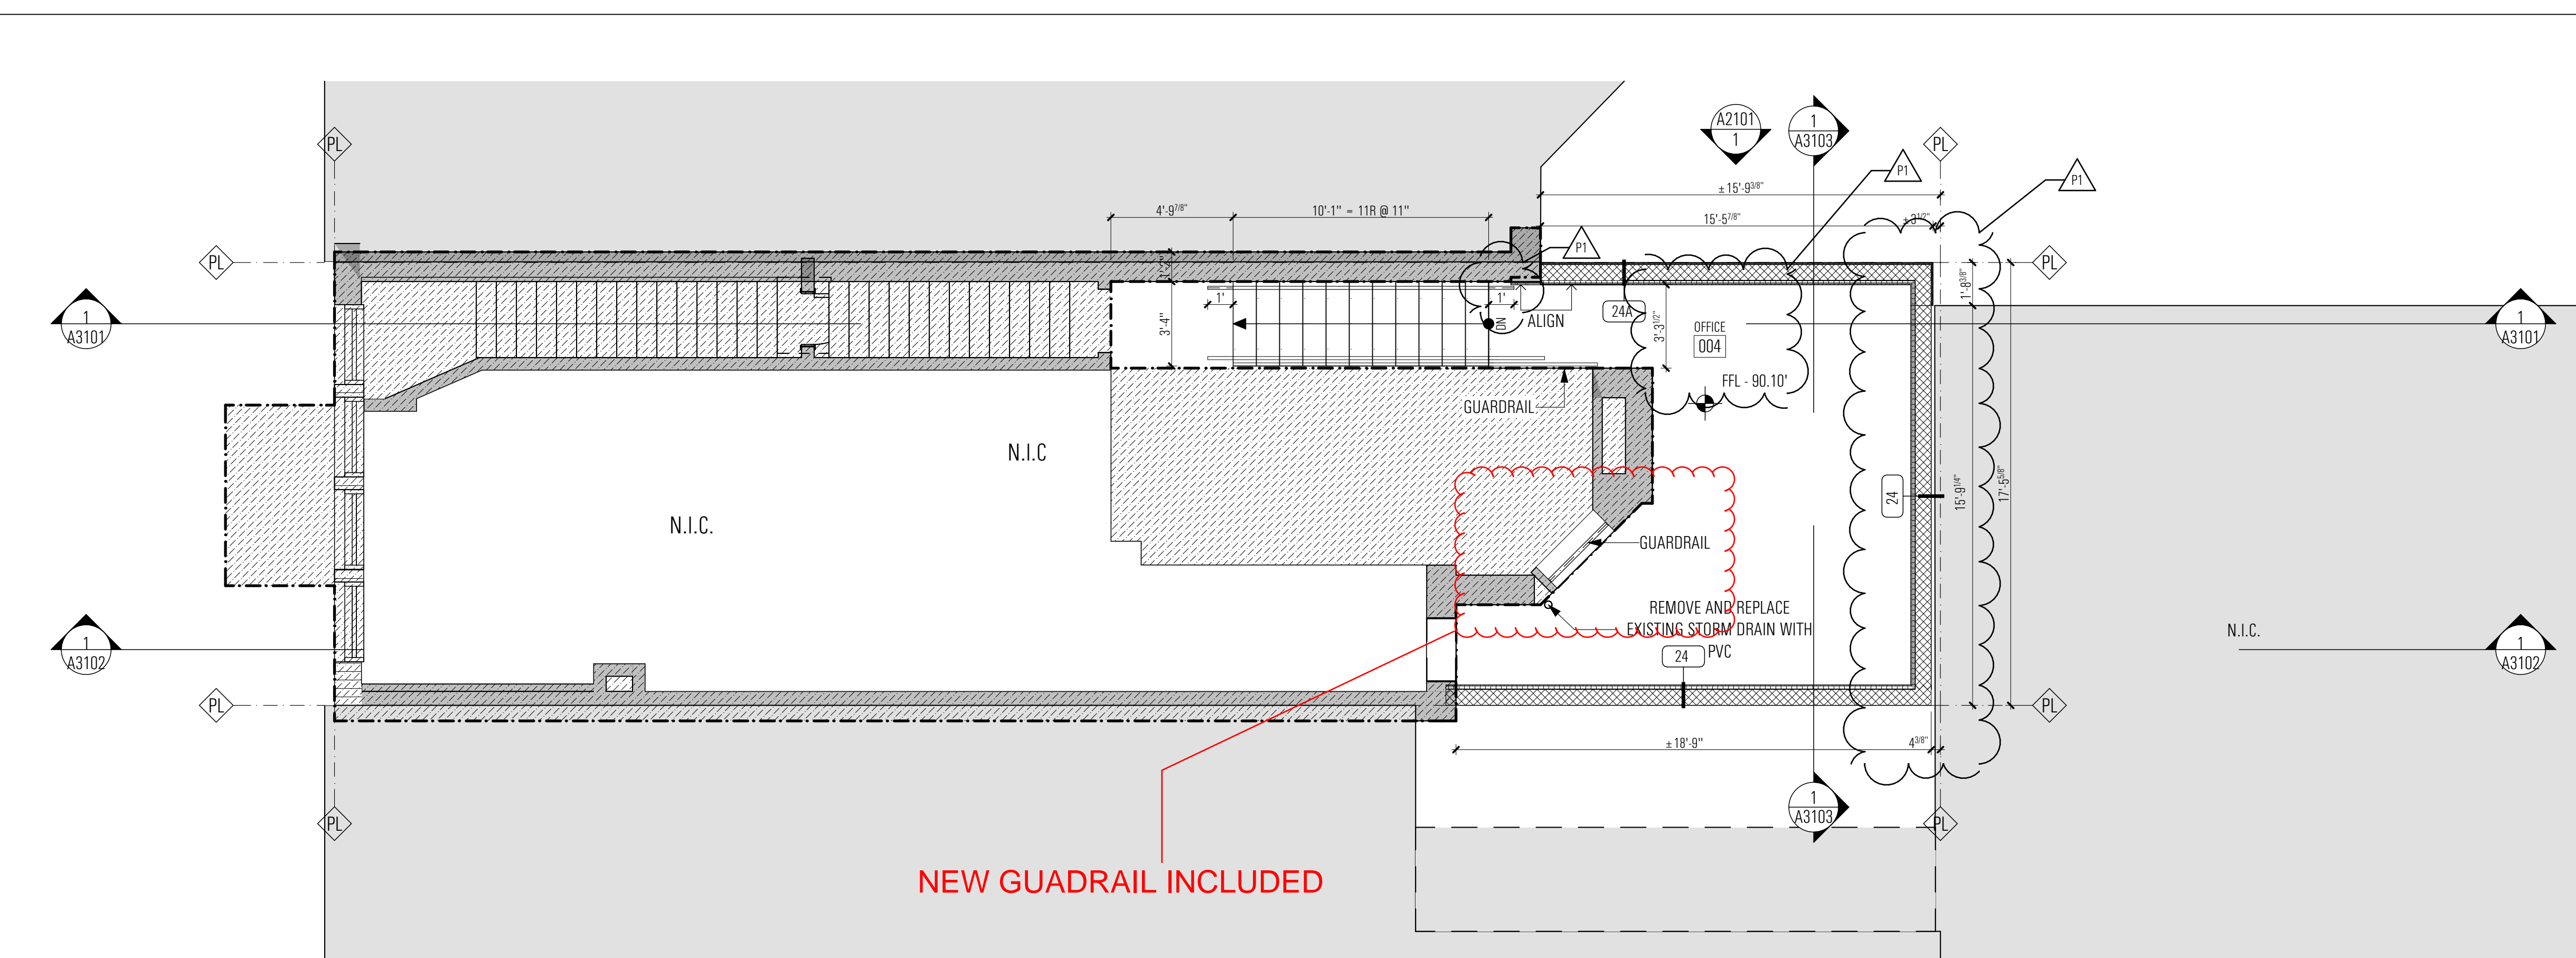 A2101
1
1
A3103
PL
PL
P1
P1
±15'-9 3/8"
4'-9 7/8"
10'-1" = 11R @ 11"
15'-5 7/8"
± 3 1/2"
P1
PL
PL
1'-8 3/8"
1'
1'
DN
ALIGN
24A
3'-4"
3'-3 1/2"
OFFICE
004
1
A3101
1
A3101
FFL - 90.10'
GUARDRAIL
N.I.C
N.I.C.
24
15'-9 1/4"
17'-5 5/8"
GUARDRAIL
REMOVE AND REPLACE
EXISTING STORM DRAIN WITH
PVC
24
N.I.C.
1
A3102
1
A3102
PL
PL
±18'-9"
4 3/8"
1
A3103
PL
PL
NEW GUADRAIL INCLUDED